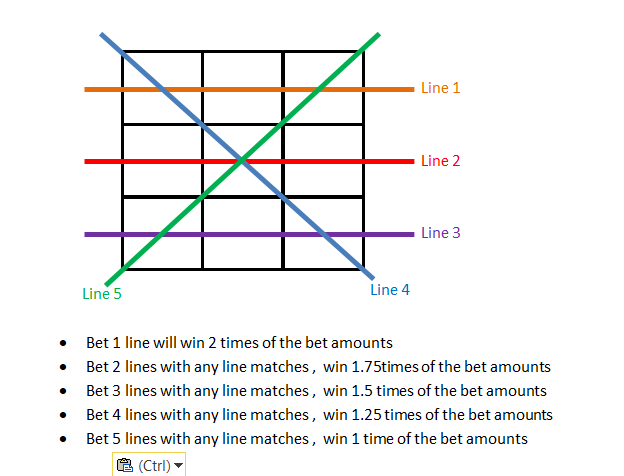 Line 1
Line 2
Line 3
Line 4
Line 5
• Bet 1 line will win 2 times of the bet amounts
• Bet 2 lines with any line matches , win 1.75times of the bet amounts
• Bet 3 lines with any line matches , win 1.5 times of the bet amounts
• Bet 4 lines with any line matches , win 1.25 times of the bet amounts
• Bet 5 lines with any line matches , win 1 time of the bet amounts
(Ctrl)